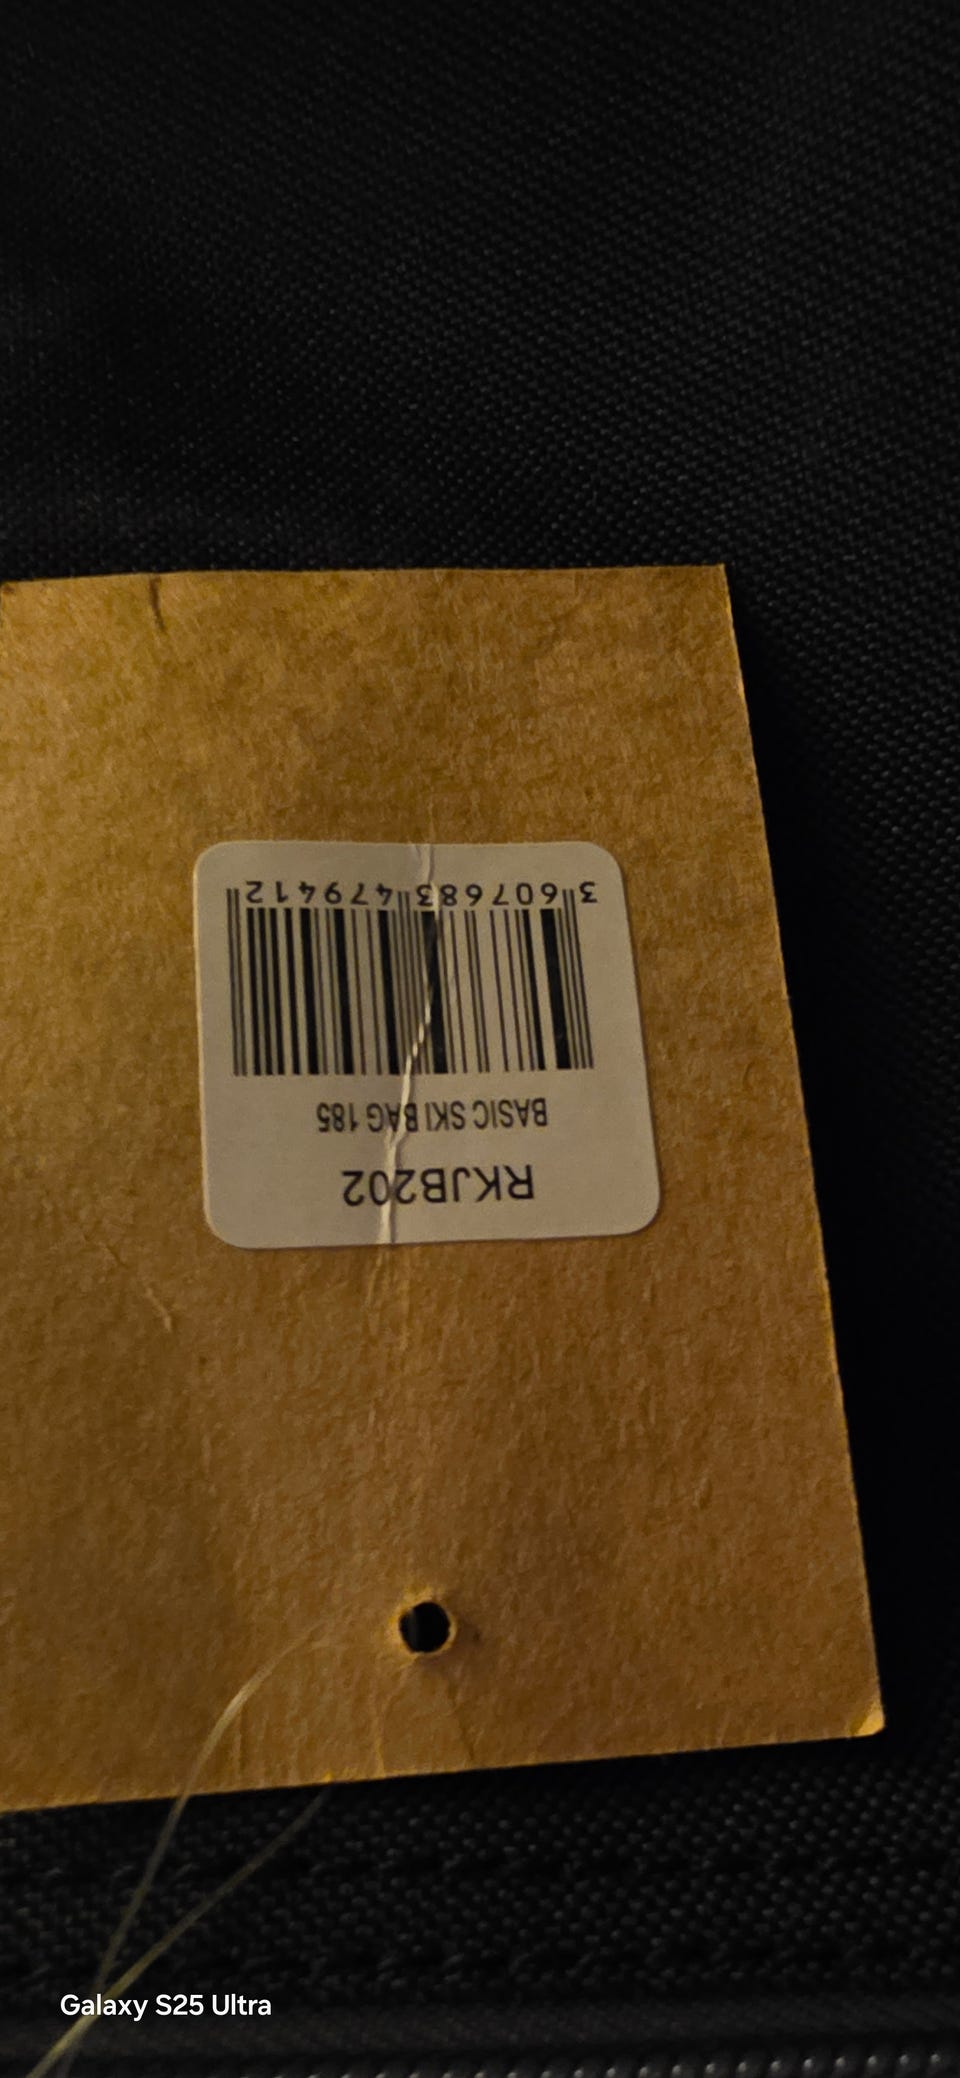 RKJB202
BASIC SKI BAG 185
3 607683 479412
Galaxy S25 Ultra